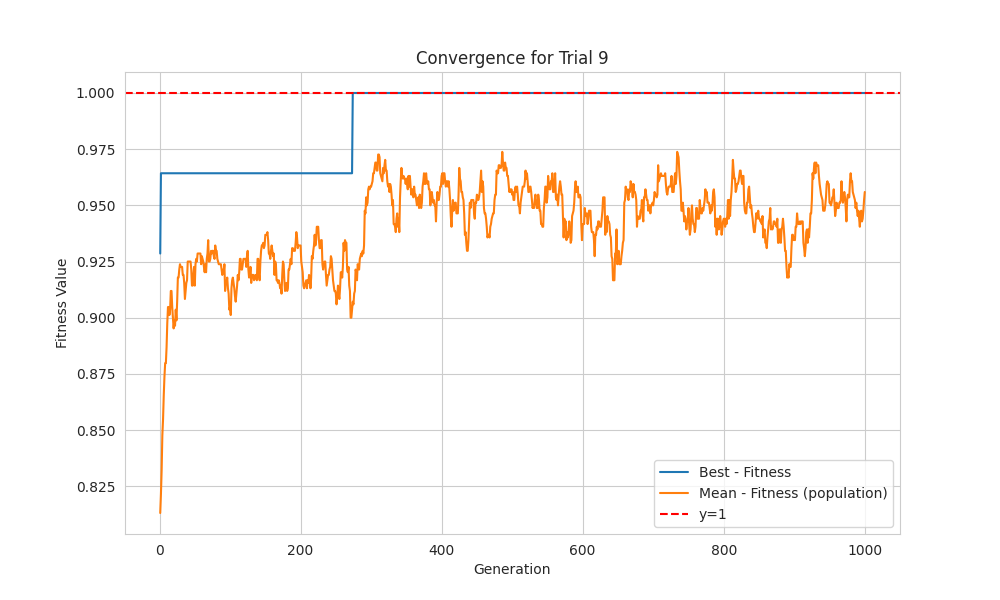 Convergence for Trial 9
Fitness Value
1.000
0.975
0.950
0.925
0.900
0.875
0.850
0.825
Best - Fitness
Mean - Fitness (population)
y=1
0 200 400 600 800 1000
Generation